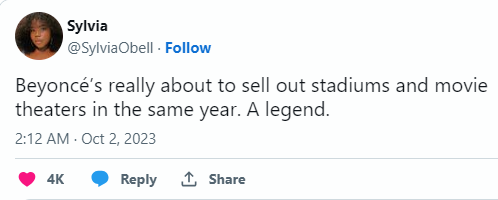 Sylvia
@SylviaObell · Follow
Beyoncé’s really about to sell out stadiums and movie
theaters in the same year. A legend.
2:12 AM · Oct 2, 2023
4K Reply Share